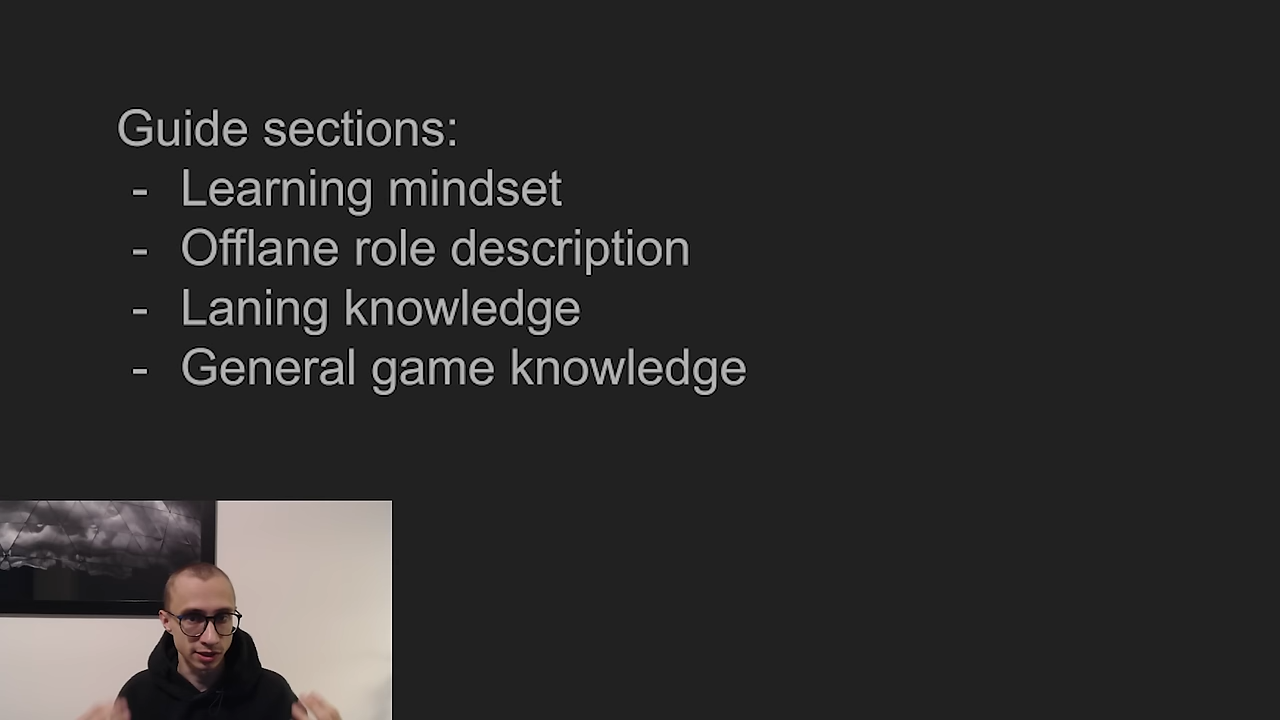 Guide sections:
- Learning mindset
- Offlane role description
- Laning knowledge
- General game knowledge